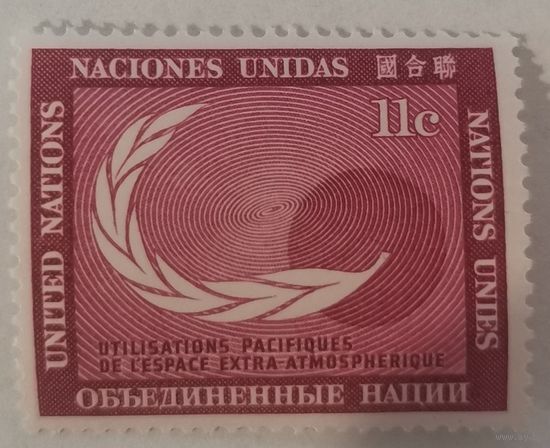 NACIONES UNIDAS 國合聯
11c
UNITED NATIONS
NATIONS UNIES
UTILISATIONS PACIFIQUES
DE L'ESPACE EXTRA-ATMOSPHERIQUE
ОБЪЕДИНЕННЫЕ НАЦИИ